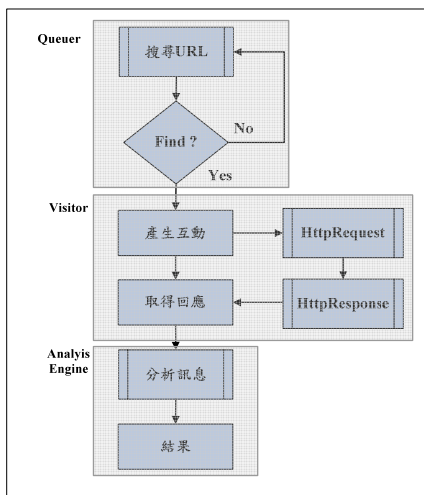 Queuer
搜尋URL
Find ?
No
Yes
Visitor
產生互動
HttpRequest
取得回應
HttpResponse
Analyis
Engine
分析訊息
結果